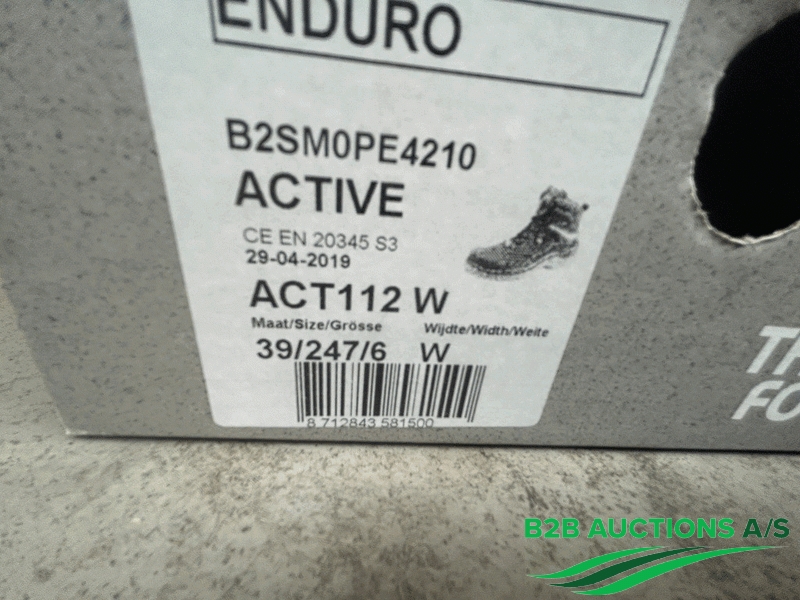 ENDURO
B2SM0PE4210
ACTIVE
CE EN 20345 S3
29-04-2019
ACT112 W
Maat/Size/Grösse Wijdte/Width/Weite
39/247/6 W
8 712843 581500
FO
B2B AUCTIONS A/S